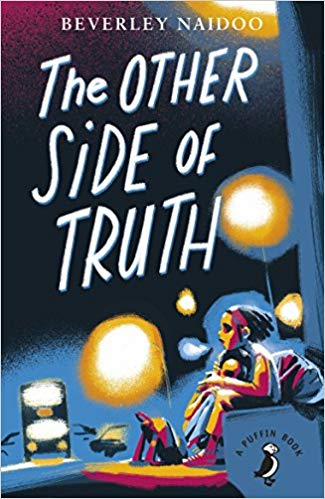 BEVERLEY NAIDOO
The OTHER
SiDE OF
TRUTH
A PUFFIN BOOK